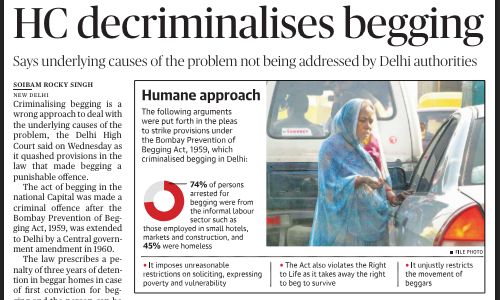 HC decriminalises begging
Says underlying causes of the problem not being addressed by Delhi authorities
SOIBAM ROCKY SINGH
NEW DELHI
Criminalising begging is a
wrong approach to deal with
the underlying causes of the
problem, the Delhi High
Court said on Wednesday as
it quashed provisions in the
law that made begging a
punishable offence.
The act of begging in the
national Capital was made a
criminal offence after the
Bombay Prevention of Beg-
ging Act, 1959, was extended
to Delhi by a Central govern-
ment amendment in 1960.
The law prescribes a pe-
nalty of three years of deten-
tion in beggar homes in case
of first conviction for beg-
Humane approach
The following arguments
were put forth in the pleas
to strike provisions under
the Bombay Prevention of
Begging Act, 1959, which
criminalised begging in Delhi:
74% of persons
arrested for
begging were from
the informal labour
sector such as
those employed in small hotels,
markets and construction, and
45% were homeless
■ FILE PHOTO
• It imposes unreasonable
restrictions on soliciting, expressing
poverty and vulnerability
• The Act also violates the Right
to Life as it takes away the right
to beg to survive
• It unjustly restricts
the movement of
beggars